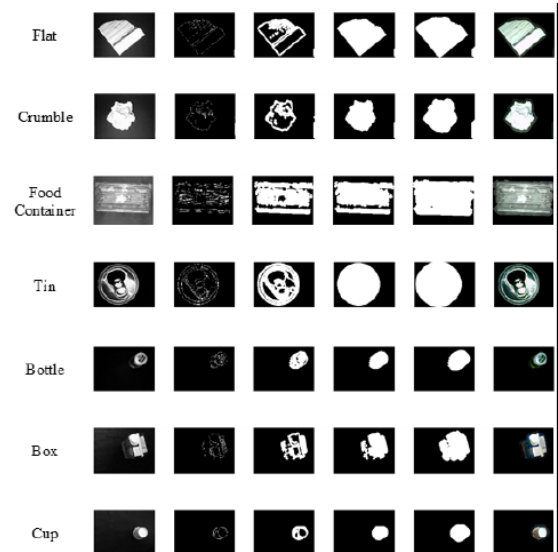 Flat
Crumble
Food
Container
Tin
Bottle
Box
Cup